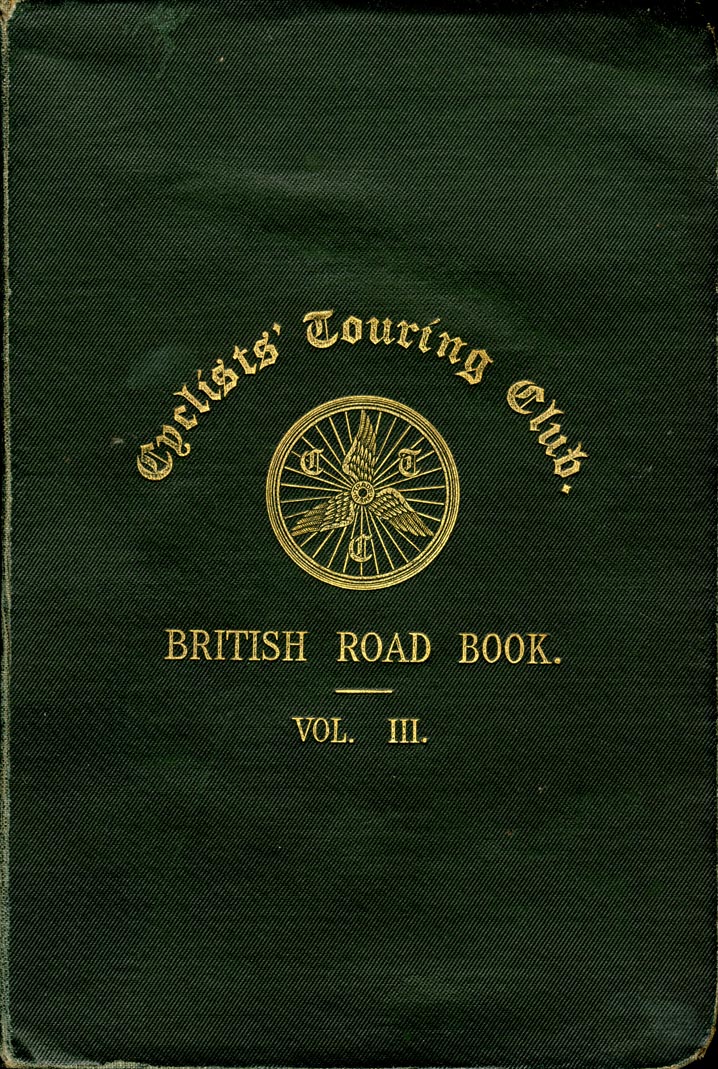 Cyclists' Touring Club.
C T
C
BRITISH ROAD BOOK.
VOL. III.